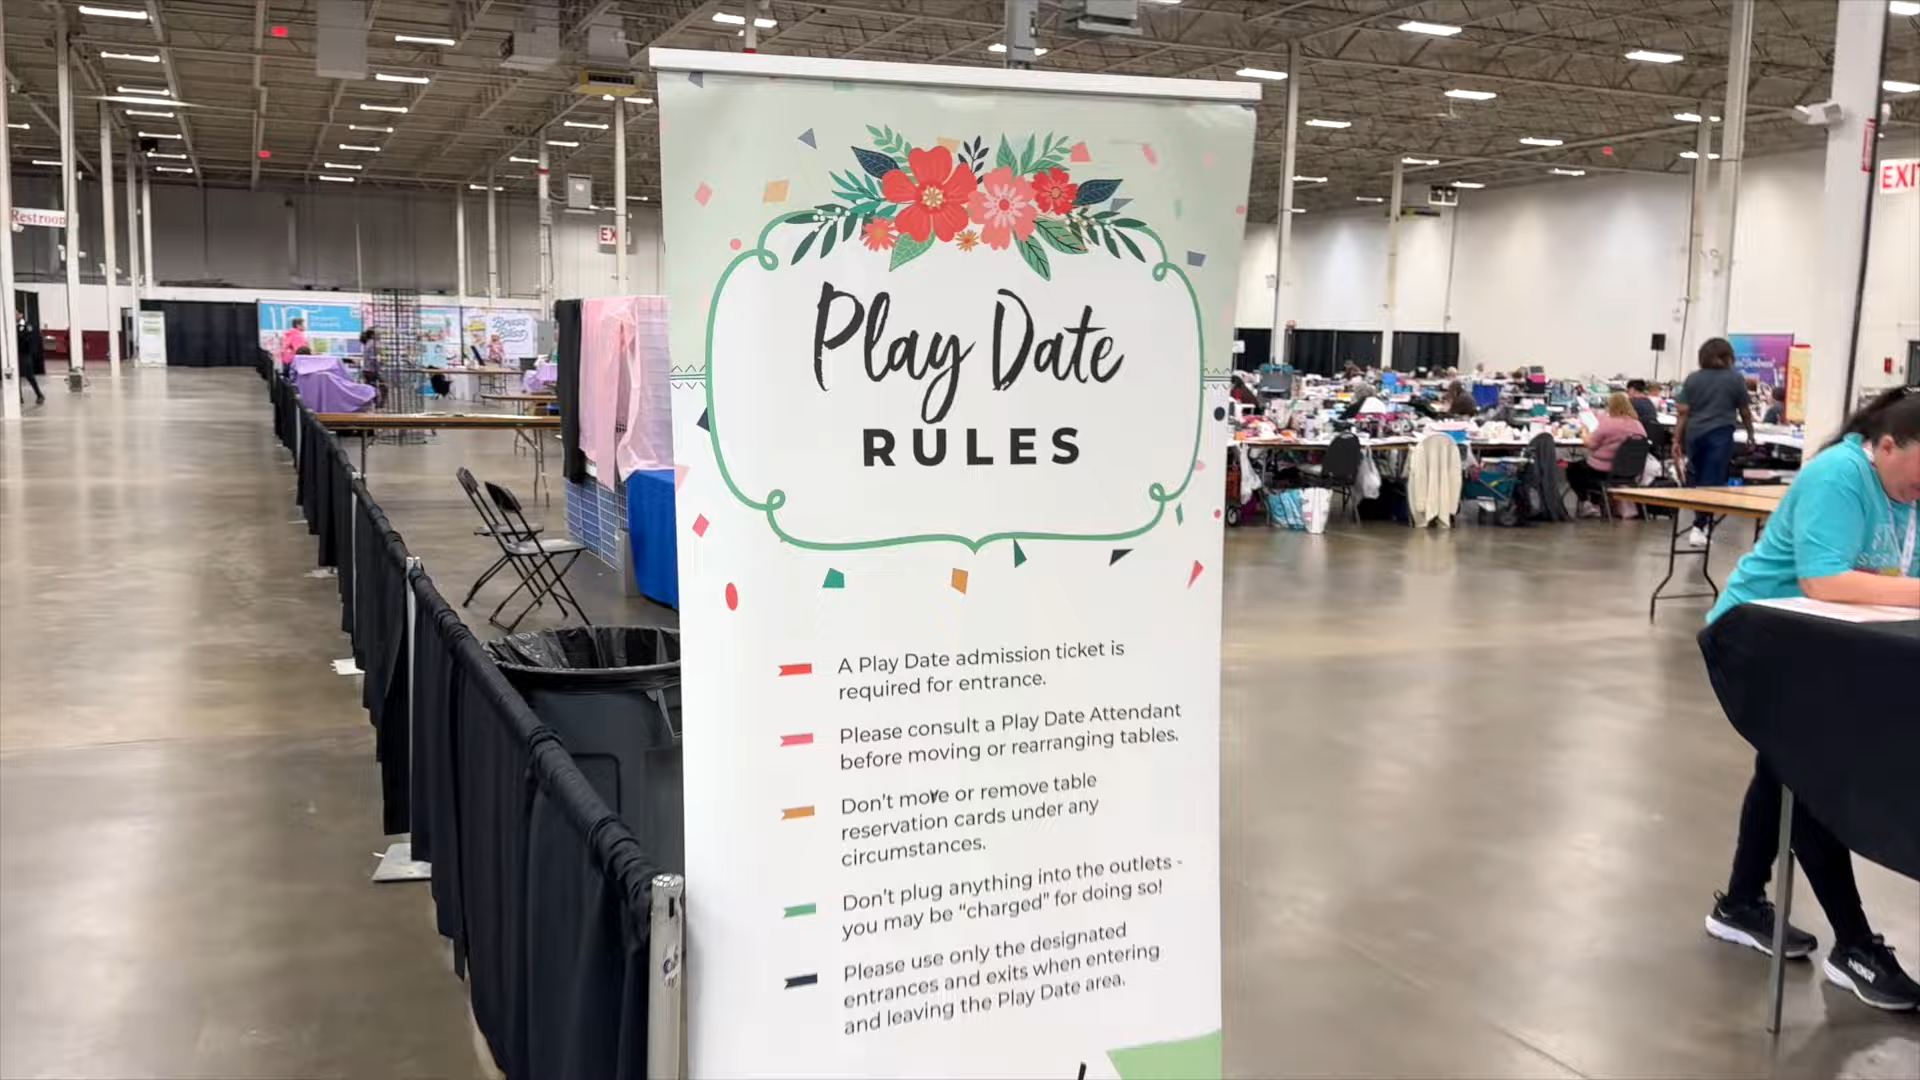 Restroom
EXIT
Play Date
RULES
A Play Date admission ticket is
required for entrance.
Please consult a Play Date Attendant
before moving or rearranging tables.
Don't move or remove table
reservation cards under any
circumstances.
Don't plug anything into the outlets -
you may be "charged" for doing so!
Please use only the designated
entrances and exits when entering
and leaving the Play Date area.